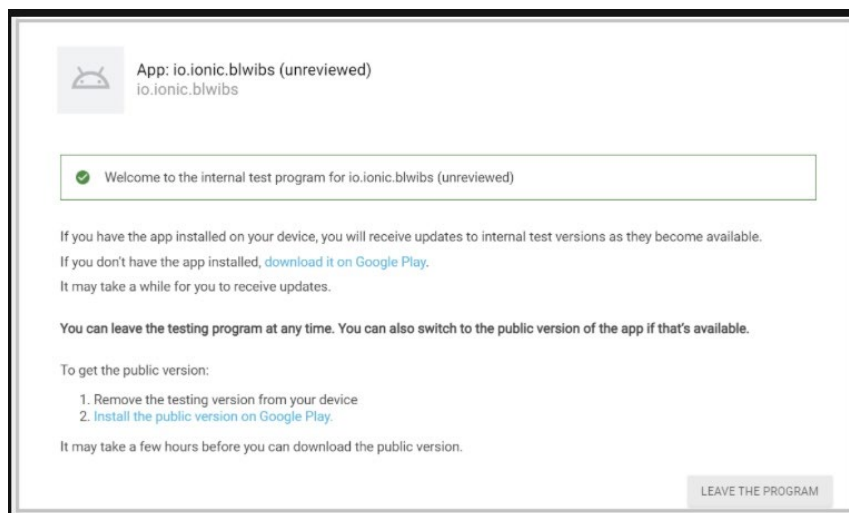 App: io.ionic.blwibs (unreviewed)
io.ionic.blwibs
Welcome to the internal test program for io.ionic.blwibs (unreviewed)
If you have the app installed on your device, you will receive updates to internal test versions as they become available.
If you don't have the app installed, download it on Google Play.
It may take a while for you to receive updates.
You can leave the testing program at any time. You can also switch to the public version of the app if that's available.
To get the public version:
1. Remove the testing version from your device
2. Install the public version on Google Play.
It may take a few hours before you can download the public version.
LEAVE THE PROGRAM